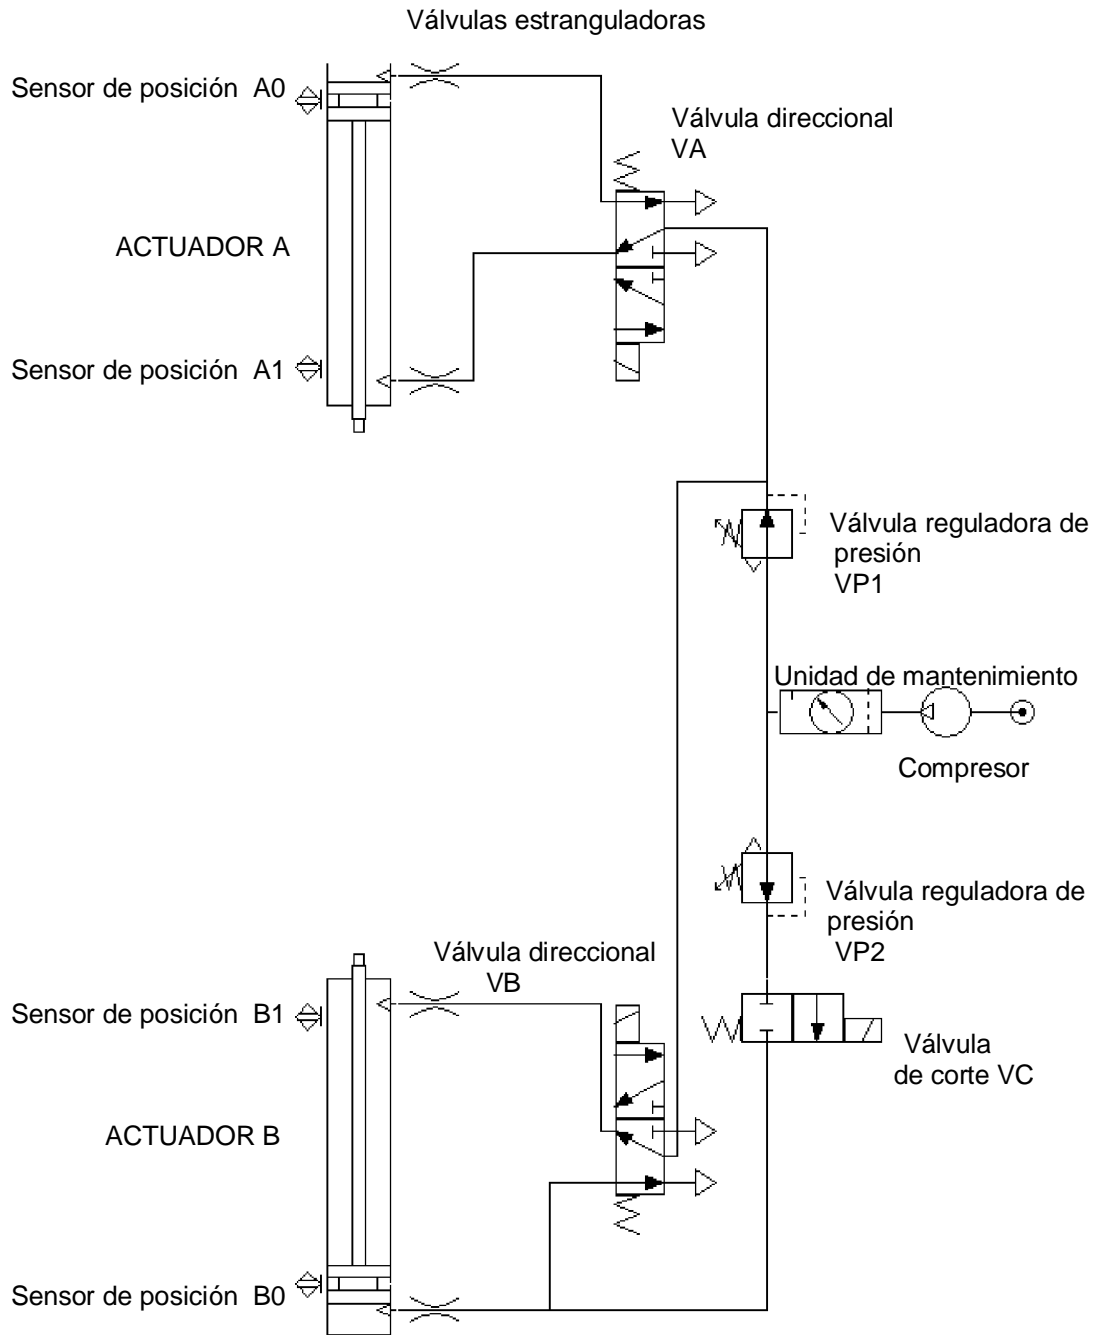 Válvulas estranguladoras
Sensor de posición A0
Válvula direccional
VA
ACTUADOR A
Sensor de posición A1
Válvula reguladora de
presión
VP1
Unidad de mantenimiento
Compresor
Válvula reguladora de
presión
VP2
Válvula direccional
VB
Sensor de posición B1
Válvula
de corte VC
ACTUADOR B
Sensor de posición B0